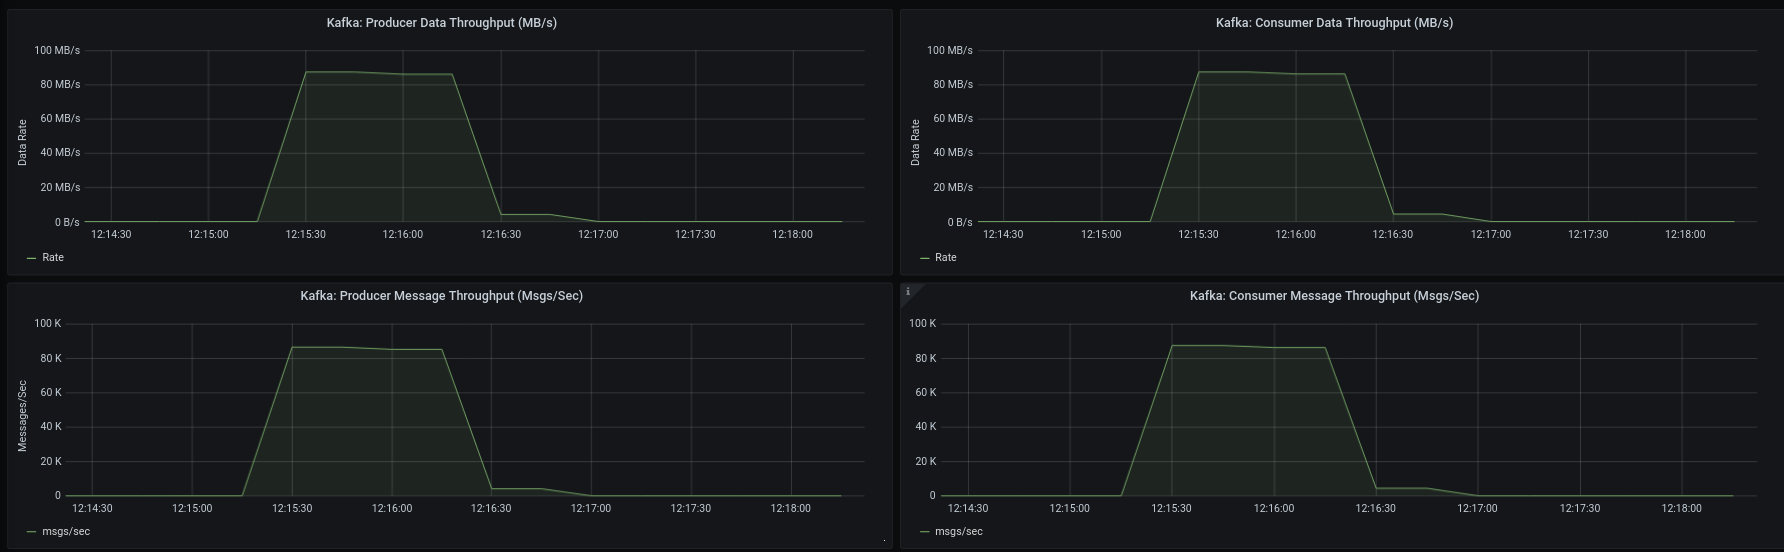 Kafka: Producer Data Throughput (MB/s)
100 MB/s
80 MB/s
60 MB/s
40 MB/s
20 MB/s
0 B/s
Data Rate
12:14:30 12:15:00 12:15:30 12:16:00 12:16:30 12:17:00 12:17:30 12:18:00
Rate
Kafka: Consumer Data Throughput (MB/s)
100 MB/s
80 MB/s
60 MB/s
40 MB/s
20 MB/s
0 B/s
Data Rate
12:14:30 12:15:00 12:15:30 12:16:00 12:16:30 12:17:00 12:17:30 12:18:00
Rate
Kafka: Producer Message Throughput (Msgs/Sec)
100 K
80 K
60 K
40 K
20 K
0
Messages/Sec
12:14:30 12:15:00 12:15:30 12:16:00 12:16:30 12:17:00 12:17:30 12:18:00
msgs/sec
i
Kafka: Consumer Message Throughput (Msgs/Sec)
100 K
80 K
60 K
40 K
20 K
0
12:14:30 12:15:00 12:15:30 12:16:00 12:16:30 12:17:00 12:17:30 12:18:00
msgs/sec